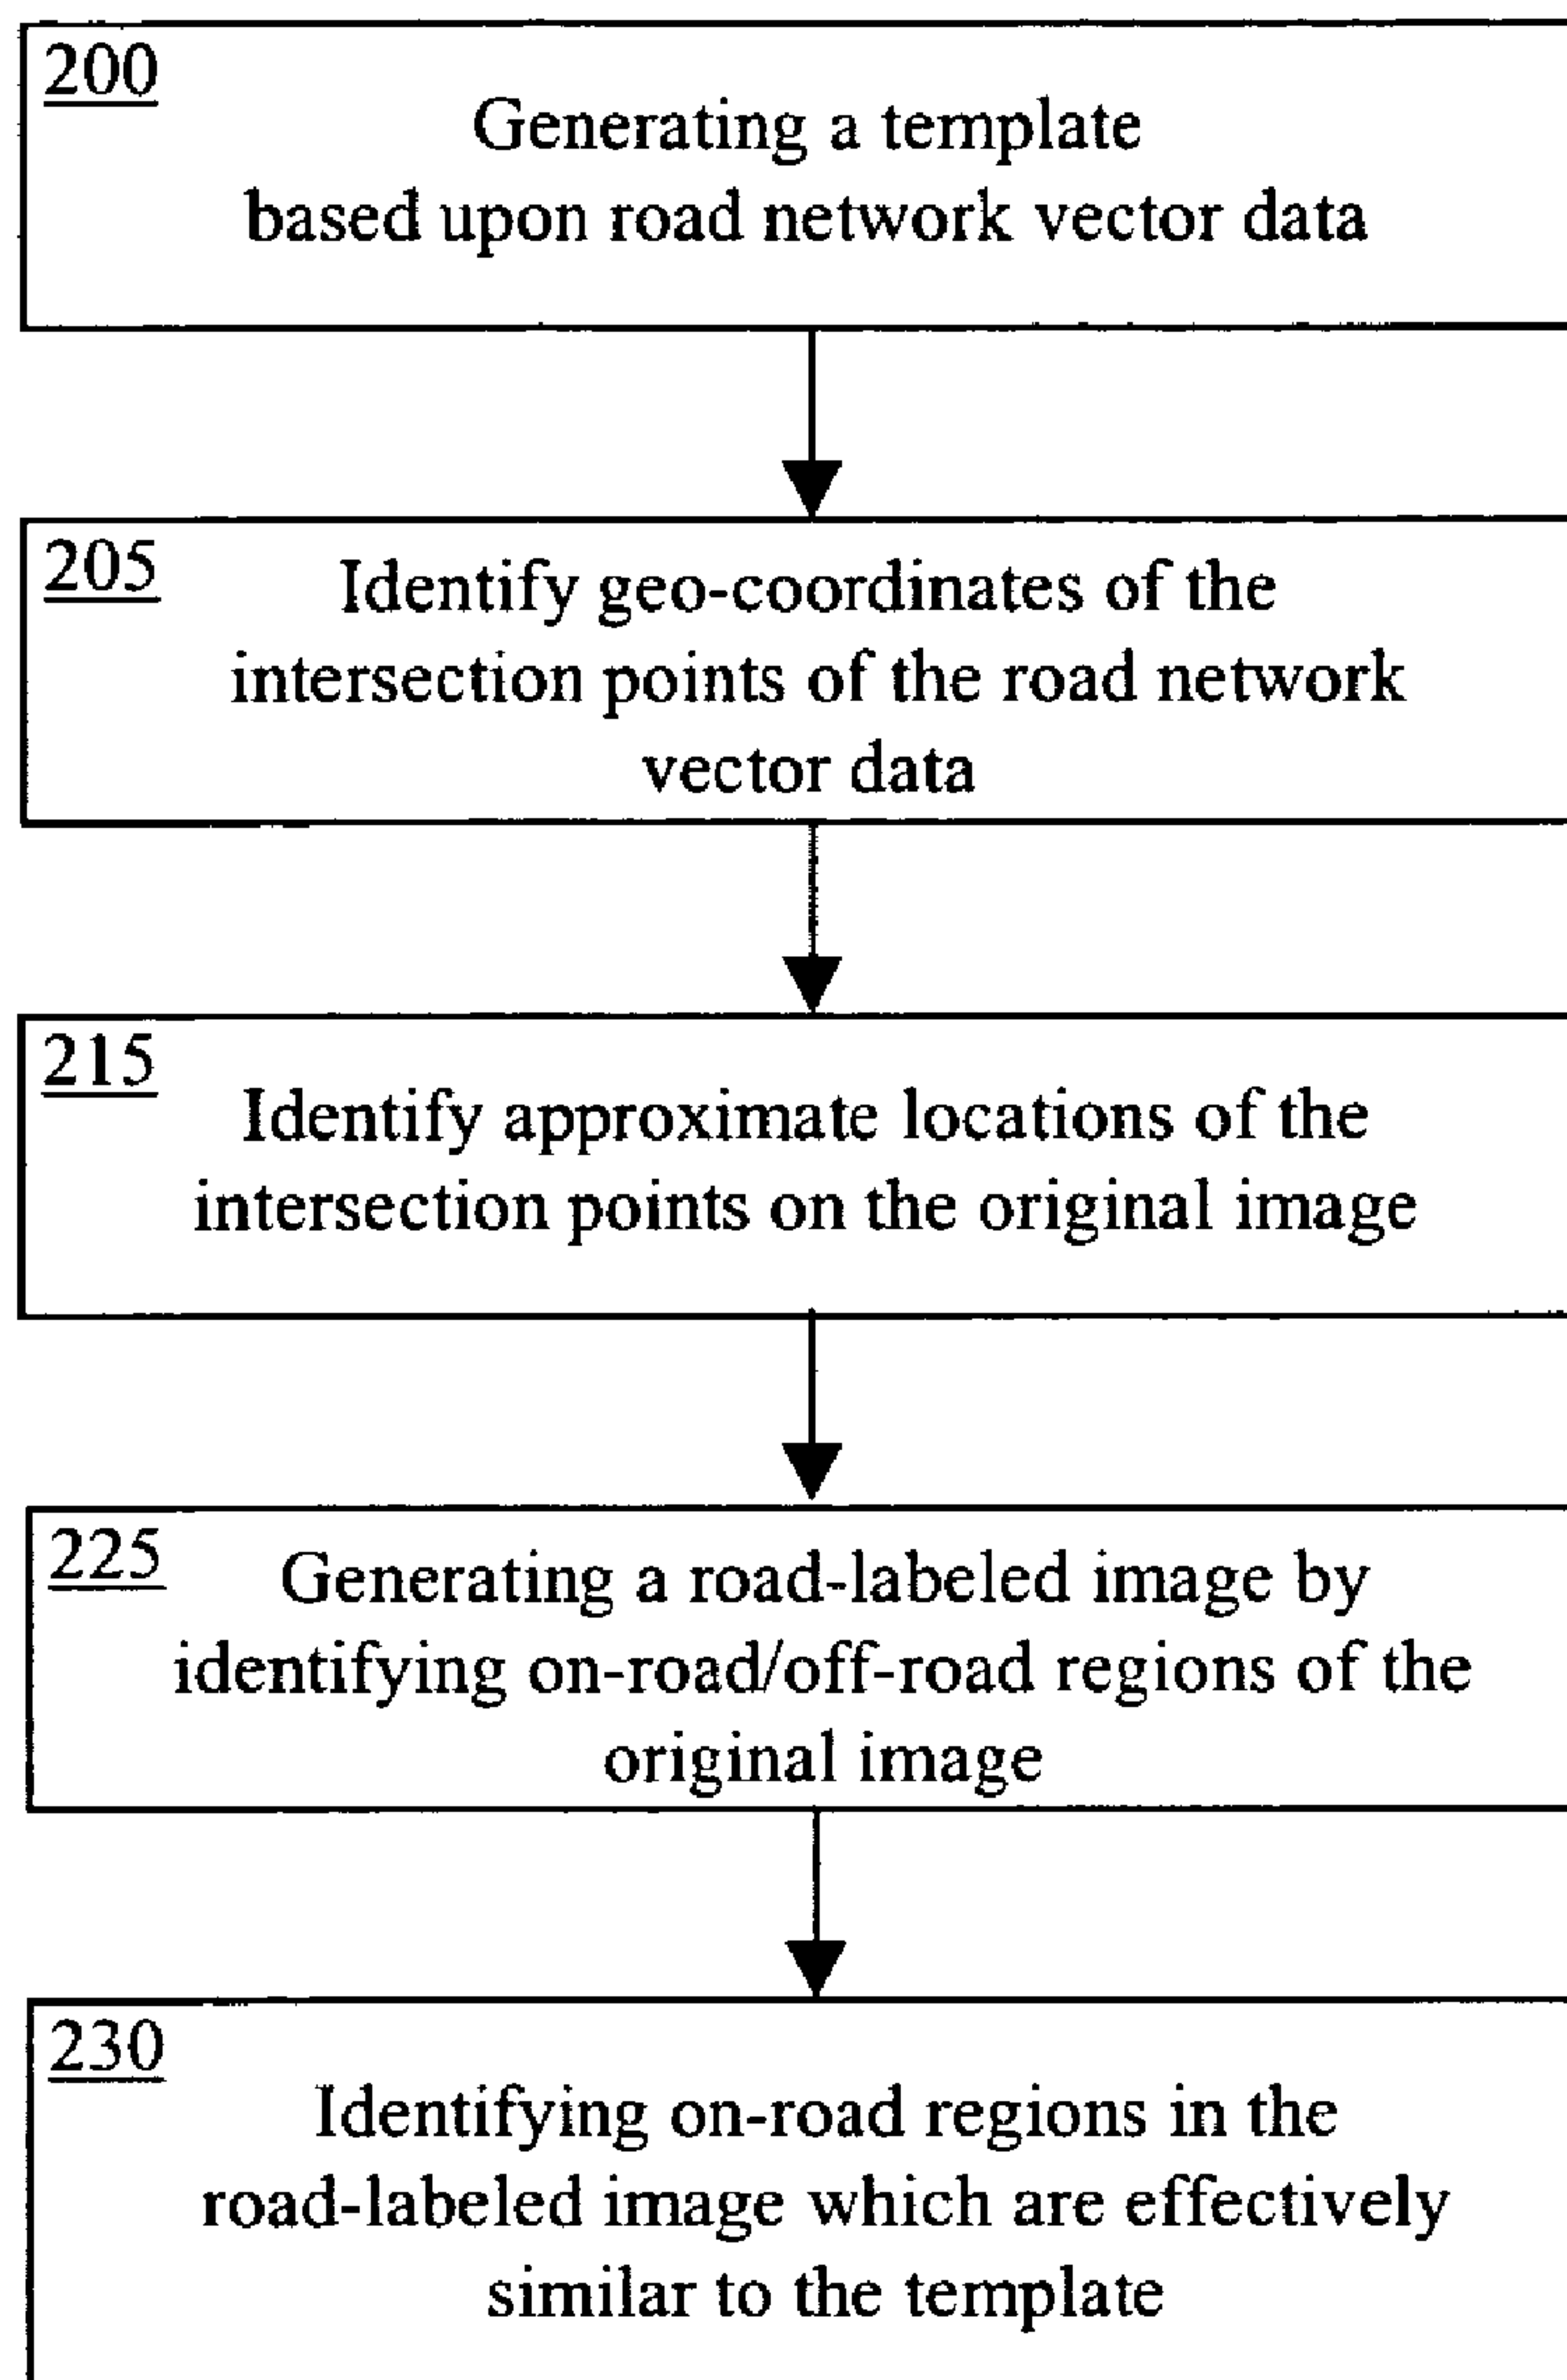 200
Generating a template
based upon road network vector data
205
Identify geo-coordinates of the
intersection points of the road network
vector data
215
Identify approximate locations of the
intersection points on the original image
225
Generating a road-labeled image by
identifying on-road/off-road regions of the
original image
230
Identifying on-road regions in the
road-labeled image which are effectively
similar to the template